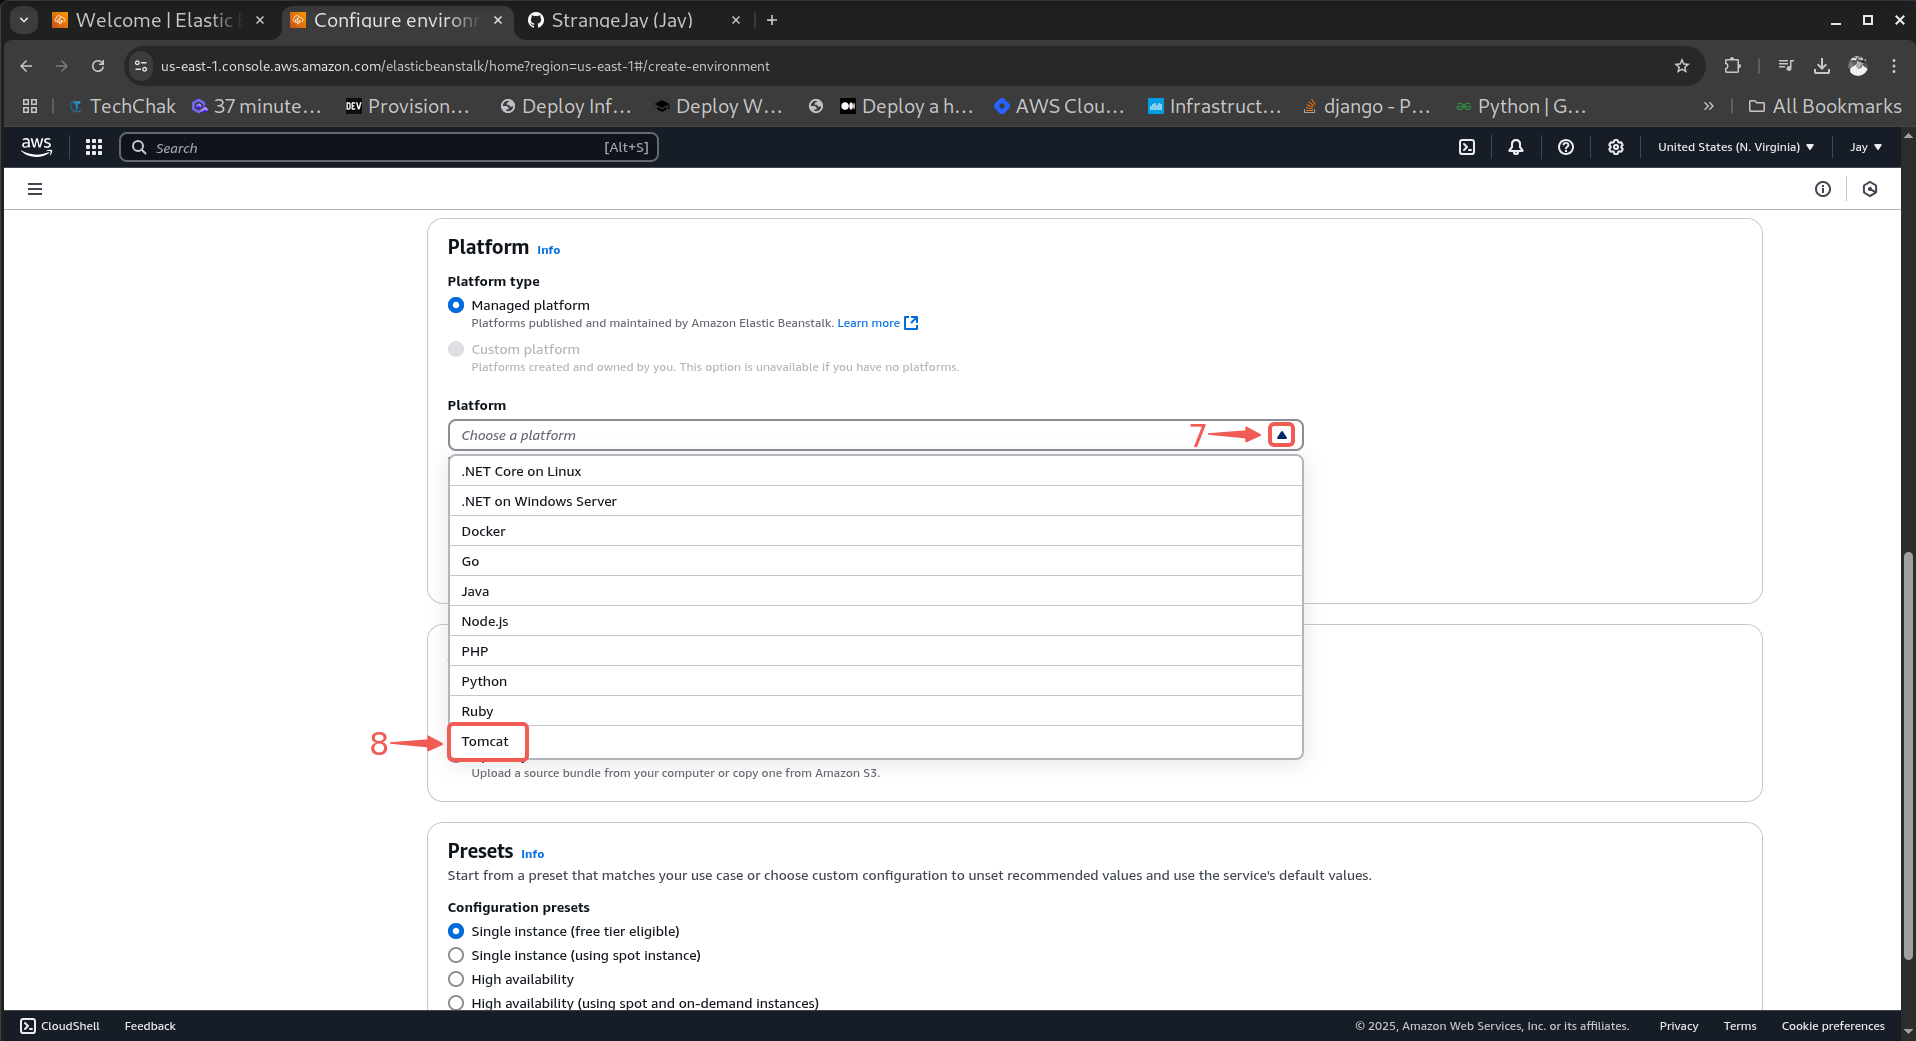 Welcome | Elastic
Configure environ
StrangeJay (Jay)
us-east-1.console.aws.amazon.com/elasticbeanstalk/home?region=us-east-1#/create-environment
TechChak
37 minute...
DEV
Provision...
Deploy Inf...
Deploy W...
Deploy a h...
AWS Clou...
Infrastruct...
django - P...
Python | G...
»
All Bookmarks
aws
Search
[Alt+S]
United States (N. Virginia)
Jay
Platform Info
Platform type
Managed platform
Platforms published and maintained by Amazon Elastic Beanstalk. Learn more
Custom platform
Platforms created and owned by you. This option is unavailable if you have no platforms.
Platform
Choose a platform
7
.NET Core on Linux
.NET on Windows Server
Docker
Go
Java
Node.js
PHP
Python
Ruby
8
Tomcat
Upload a source bundle from your computer or copy one from Amazon S3.
Presets Info
Start from a preset that matches your use case or choose custom configuration to unset recommended values and use the service's default values.
Configuration presets
Single instance (free tier eligible)
Single instance (using spot instance)
High availability
High availability (using spot and on-demand instances)
CloudShell
Feedback
© 2025, Amazon Web Services, Inc. or its affiliates.
Privacy
Terms
Cookie preferences